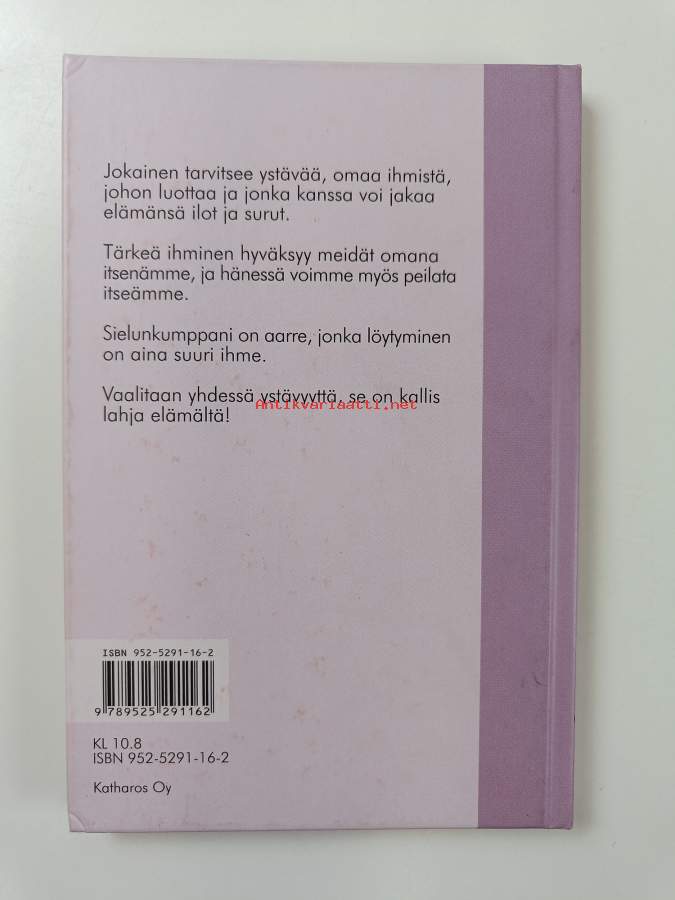 Jokainen tarvitsee ystävää, omaa ihmistä,
johon luottaa ja jonka kanssa voi jakaa
elämänsä ilot ja surut.
Tärkeä ihminen hyväksyy meidät omana
itsenämme, ja hänessä voimme myös peilata
itseämme.
Sielunkumppani on aarre, jonka löytyminen
on aina suuri ihme.
Vaalitaan yhdessä ystävyyttä, se on kallis
Antikvariaatti.net
lahja elämältä!
ISBN 952-5291-16-2
9 789525 291162
KL 10.8
ISBN 952-5291-16-2
Katharos Oy